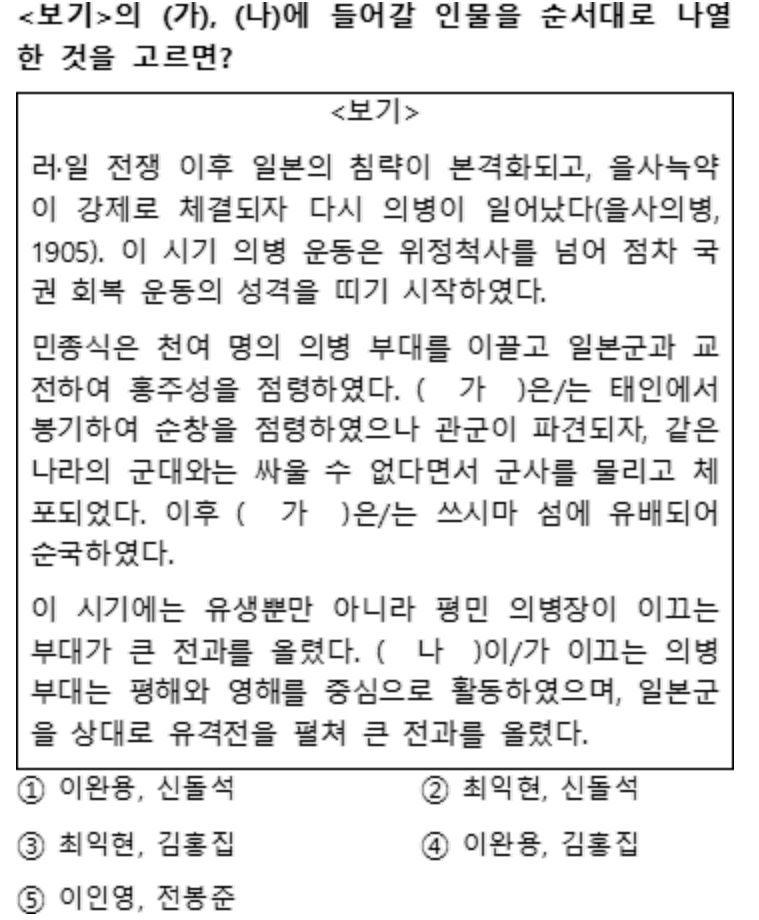 <보기>의 (가), (나)에 들어갈 인물을 순서대로 나열
한 것을 고르면?
<보기>
러·일 전쟁 이후 일본의 침략이 본격화되고, 을사늑약
이 강제로 체결되자 다시 의병이 일어났다(을사의병,
1905). 이 시기 의병 운동은 위정척사를 넘어 점차 국
권 회복 운동의 성격을 띠기 시작하였다.
민종식은 천여 명의 의병 부대를 이끌고 일본군과 교
전하여 홍주성을 점령하였다. ( 가 )은/는 태인에서
봉기하여 순창을 점령하였으나 관군이 파견되자, 같은
나라의 군대와는 싸울 수 없다면서 군사를 물리고 체
포되었다. 이후 ( 가 )은/는 쓰시마 섬에 유배되어
순국하였다.
이 시기에는 유생뿐만 아니라 평민 의병장이 이끄는
부대가 큰 전과를 올렸다. ( 나 )이/가 이끄는 의병
부대는 평해와 영해를 중심으로 활동하였으며, 일본군
을 상대로 유격전을 펼쳐 큰 전과를 올렸다.
① 이완용, 신돌석 ② 최익현, 신돌석
③ 최익현, 김홍집 ④ 이완용, 김홍집
⑤ 이인영, 전봉준